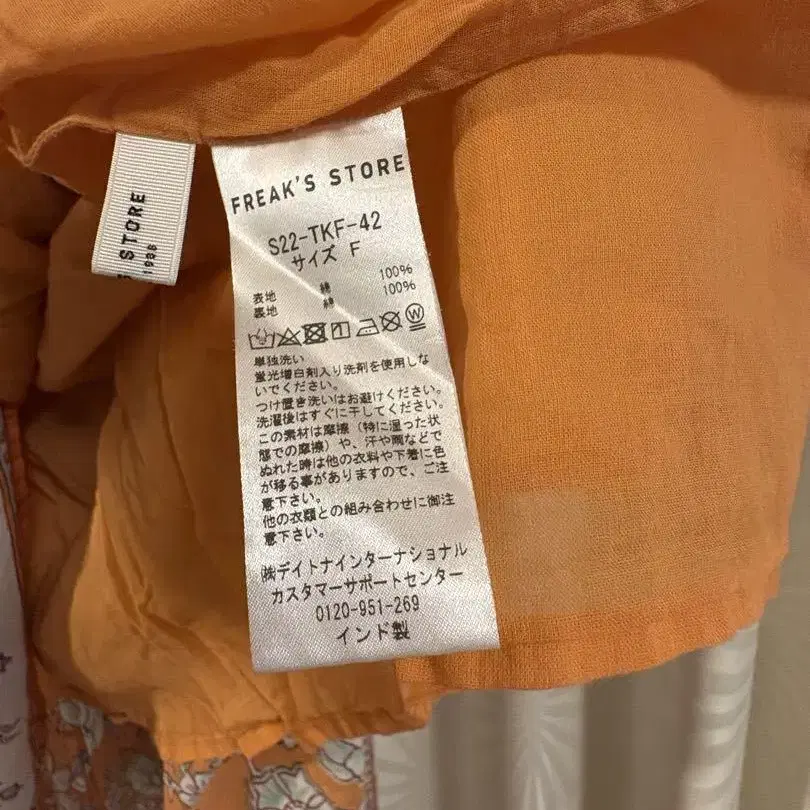 STORE
1986
FREAK'S STORE
S22-TKF-42
サイズ F
表地 綿 100%
裏地 綿 100%
W
単独洗い
蛍光増白剤入り洗剤を使用しな
いでください。
つけ置き洗いはお避けください。
洗濯後はすぐに干してください。
この素材は摩擦（特に湿った状
態での摩擦）や、汗や雨などで
ぬれた時は他の衣料や下着に色
が移る事がありますので、ご注
意下さい。
他の衣類との組み合わせに御注
意下さい。
㈱デイトナインターナショナル
カスタマーサポートセンター
0120-951-269
インド製